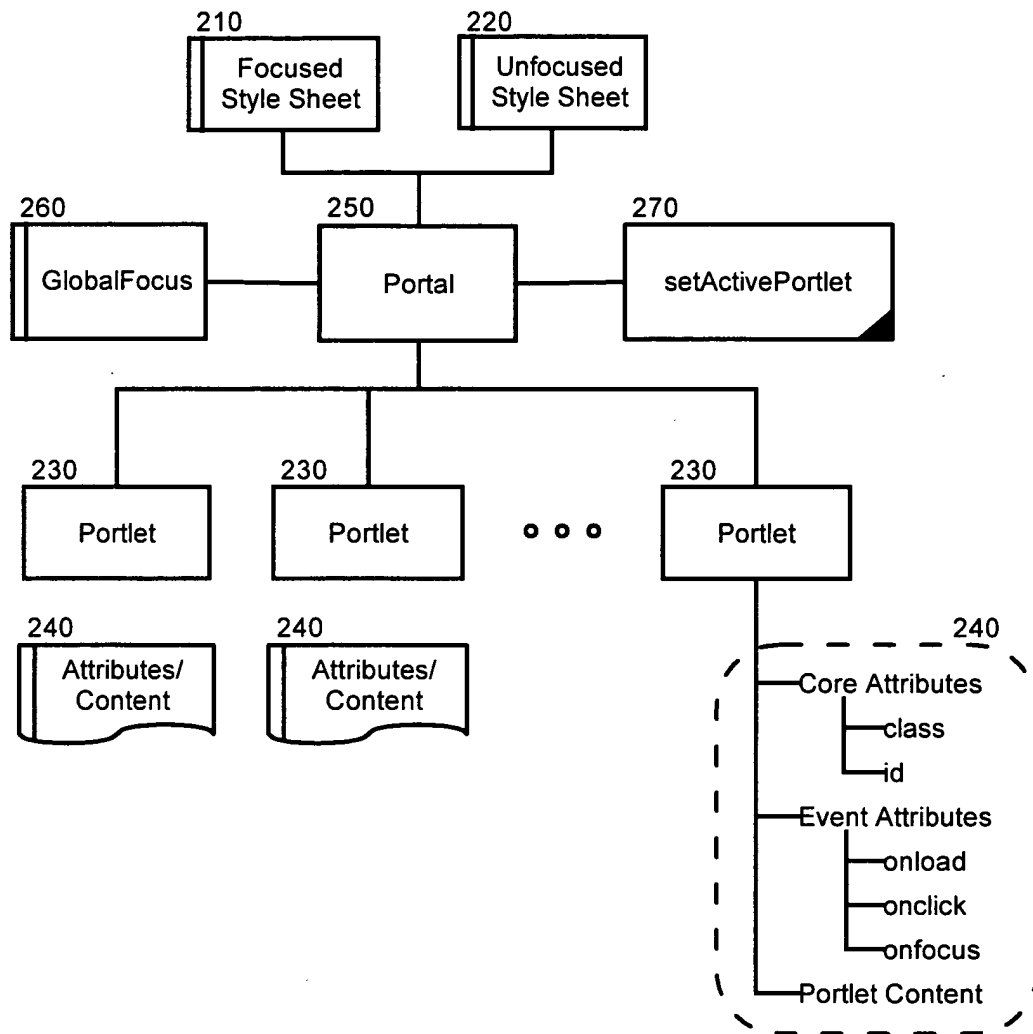 210
220
Focused
Style Sheet
Unfocused
Style Sheet
260
250
270
GlobalFocus
Portal
setActivePortlet
230
230
230
Portlet
Portlet
Portlet
240
240
240
Attributes/
Content
Attributes/
Content
Core Attributes
class
id
Event Attributes
onload
onclick
onfocus
Portlet Content